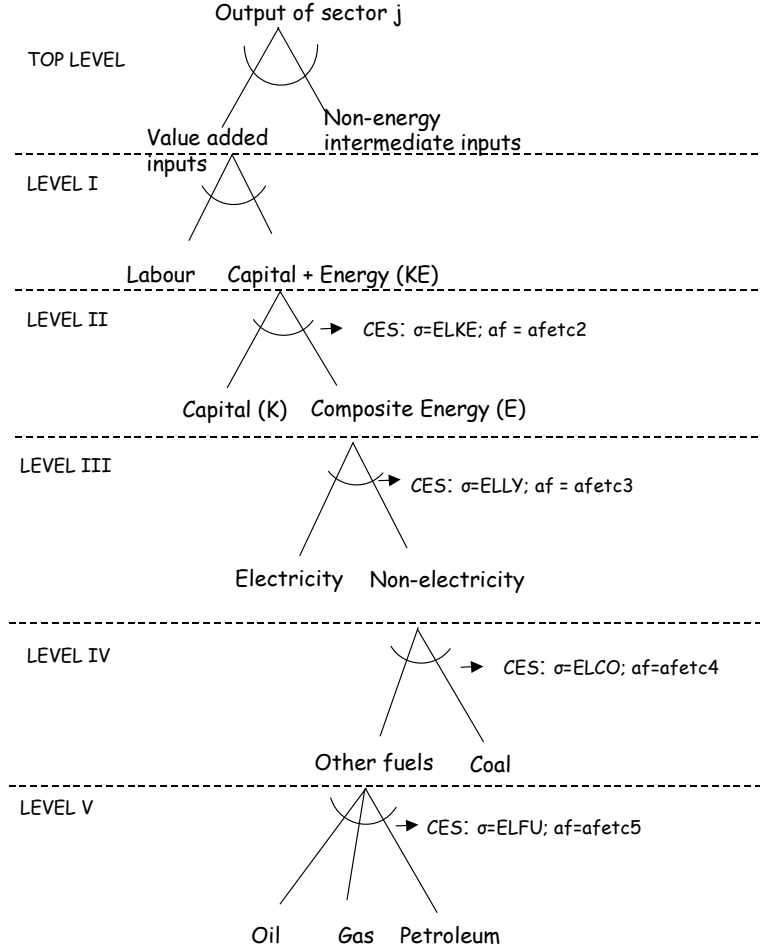 Output of sector j
TOP LEVEL
Non-energy
intermediate inputs
Value added
inputs
LEVEL I
Labour
Capital + Energy (KE)
LEVEL II
CES: σ=ELKE; af = afetc2
Capital (K)
Composite Energy (E)
LEVEL III
CES: σ=ELLY; af = afetc3
Electricity
Non-electricity
LEVEL IV
CES: σ=ELCO; af=afetc4
Other fuels
Coal
LEVEL V
CES: σ=ELFU; af=afetc5
Oil
Gas
Petroleum